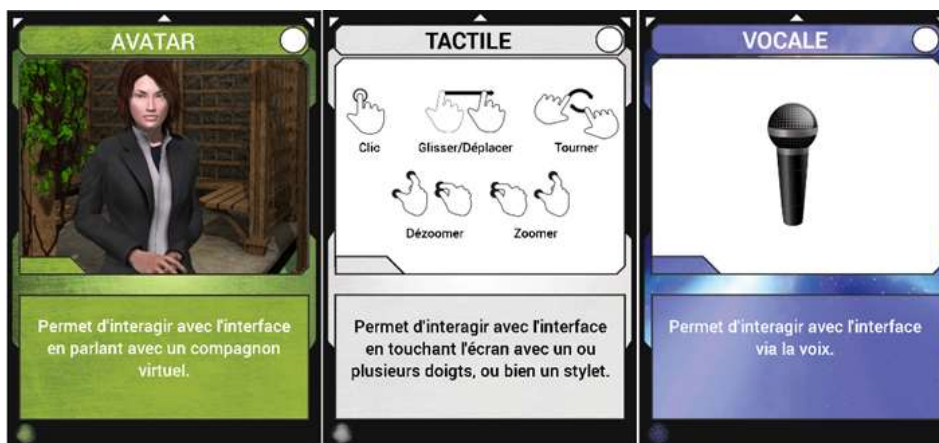 AVATAR
Permet d'interagir avec l'interface
en parlant avec un compagnon
virtuel.
TACTILE
Clic
Glisser/Déplacer
Tourner
Dézoomer
Zoomer
Permet d'interagir avec l'interface
en touchant l'écran avec un ou
plusieurs doigts, ou bien un stylet.
VOCALE
Permet d'interagir avec l'interface
via la voix.